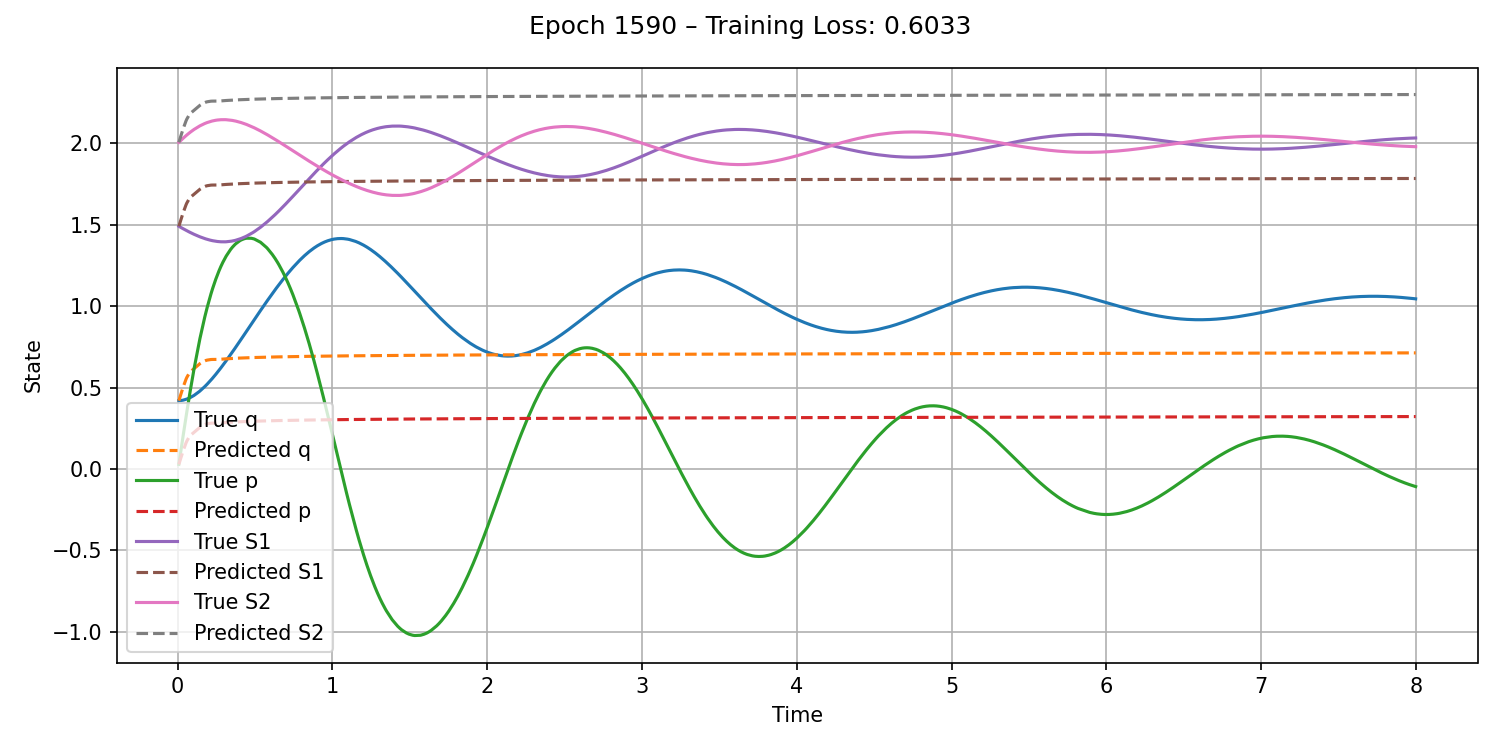 Epoch 1590 – Training Loss: 0.6033
State
2.0
1.5
1.0
0.5
0.0
−0.5
−1.0
True q
Predicted q
True p
Predicted p
True S1
Predicted S1
True S2
Predicted S2
0 1 2 3 4 5 6 7 8
Time